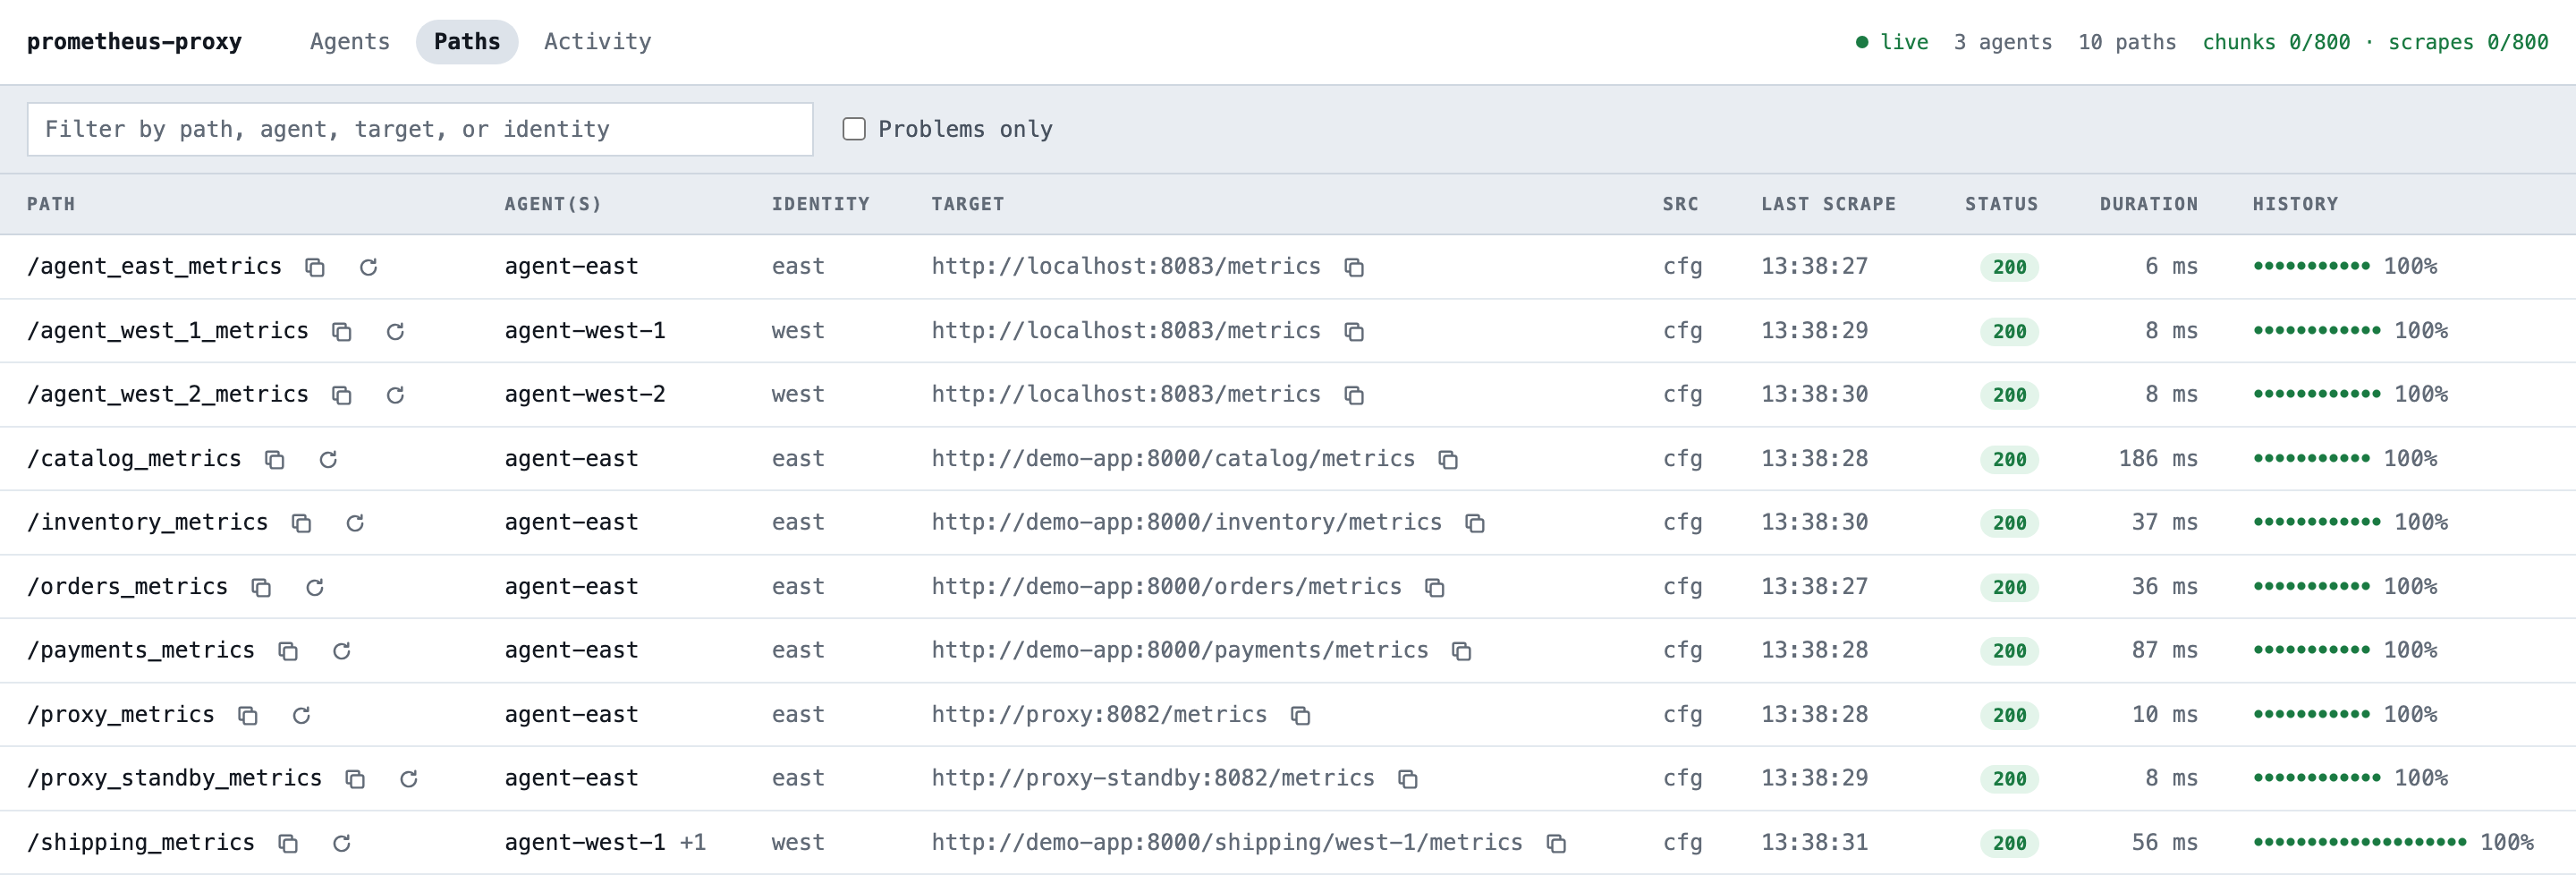 prometheus-proxy Agents Paths Activity live 3 agents 10 paths chunks 0/800 · scrapes 0/800
Filter by path, agent, target, or identity Problems only
PATH AGENT(S) IDENTITY TARGET SRC LAST SCRAPE STATUS DURATION HISTORY
/agent_east_metrics agent-east east http://localhost:8083/metrics cfg 13:38:27 200 6 ms 100%
/agent_west_1_metrics agent-west-1 west http://localhost:8083/metrics cfg 13:38:29 200 8 ms 100%
/agent_west_2_metrics agent-west-2 west http://localhost:8083/metrics cfg 13:38:30 200 8 ms 100%
/catalog_metrics agent-east east http://demo-app:8000/catalog/metrics cfg 13:38:28 200 186 ms 100%
/inventory_metrics agent-east east http://demo-app:8000/inventory/metrics cfg 13:38:30 200 37 ms 100%
/orders_metrics agent-east east http://demo-app:8000/orders/metrics cfg 13:38:27 200 36 ms 100%
/payments_metrics agent-east east http://demo-app:8000/payments/metrics cfg 13:38:28 200 87 ms 100%
/proxy_metrics agent-east east http://proxy:8082/metrics cfg 13:38:28 200 10 ms 100%
/proxy_standby_metrics agent-east east http://proxy-standby:8082/metrics cfg 13:38:29 200 8 ms 100%
/shipping_metrics agent-west-1 +1 west http://demo-app:8000/shipping/west-1/metrics cfg 13:38:31 200 56 ms 100%